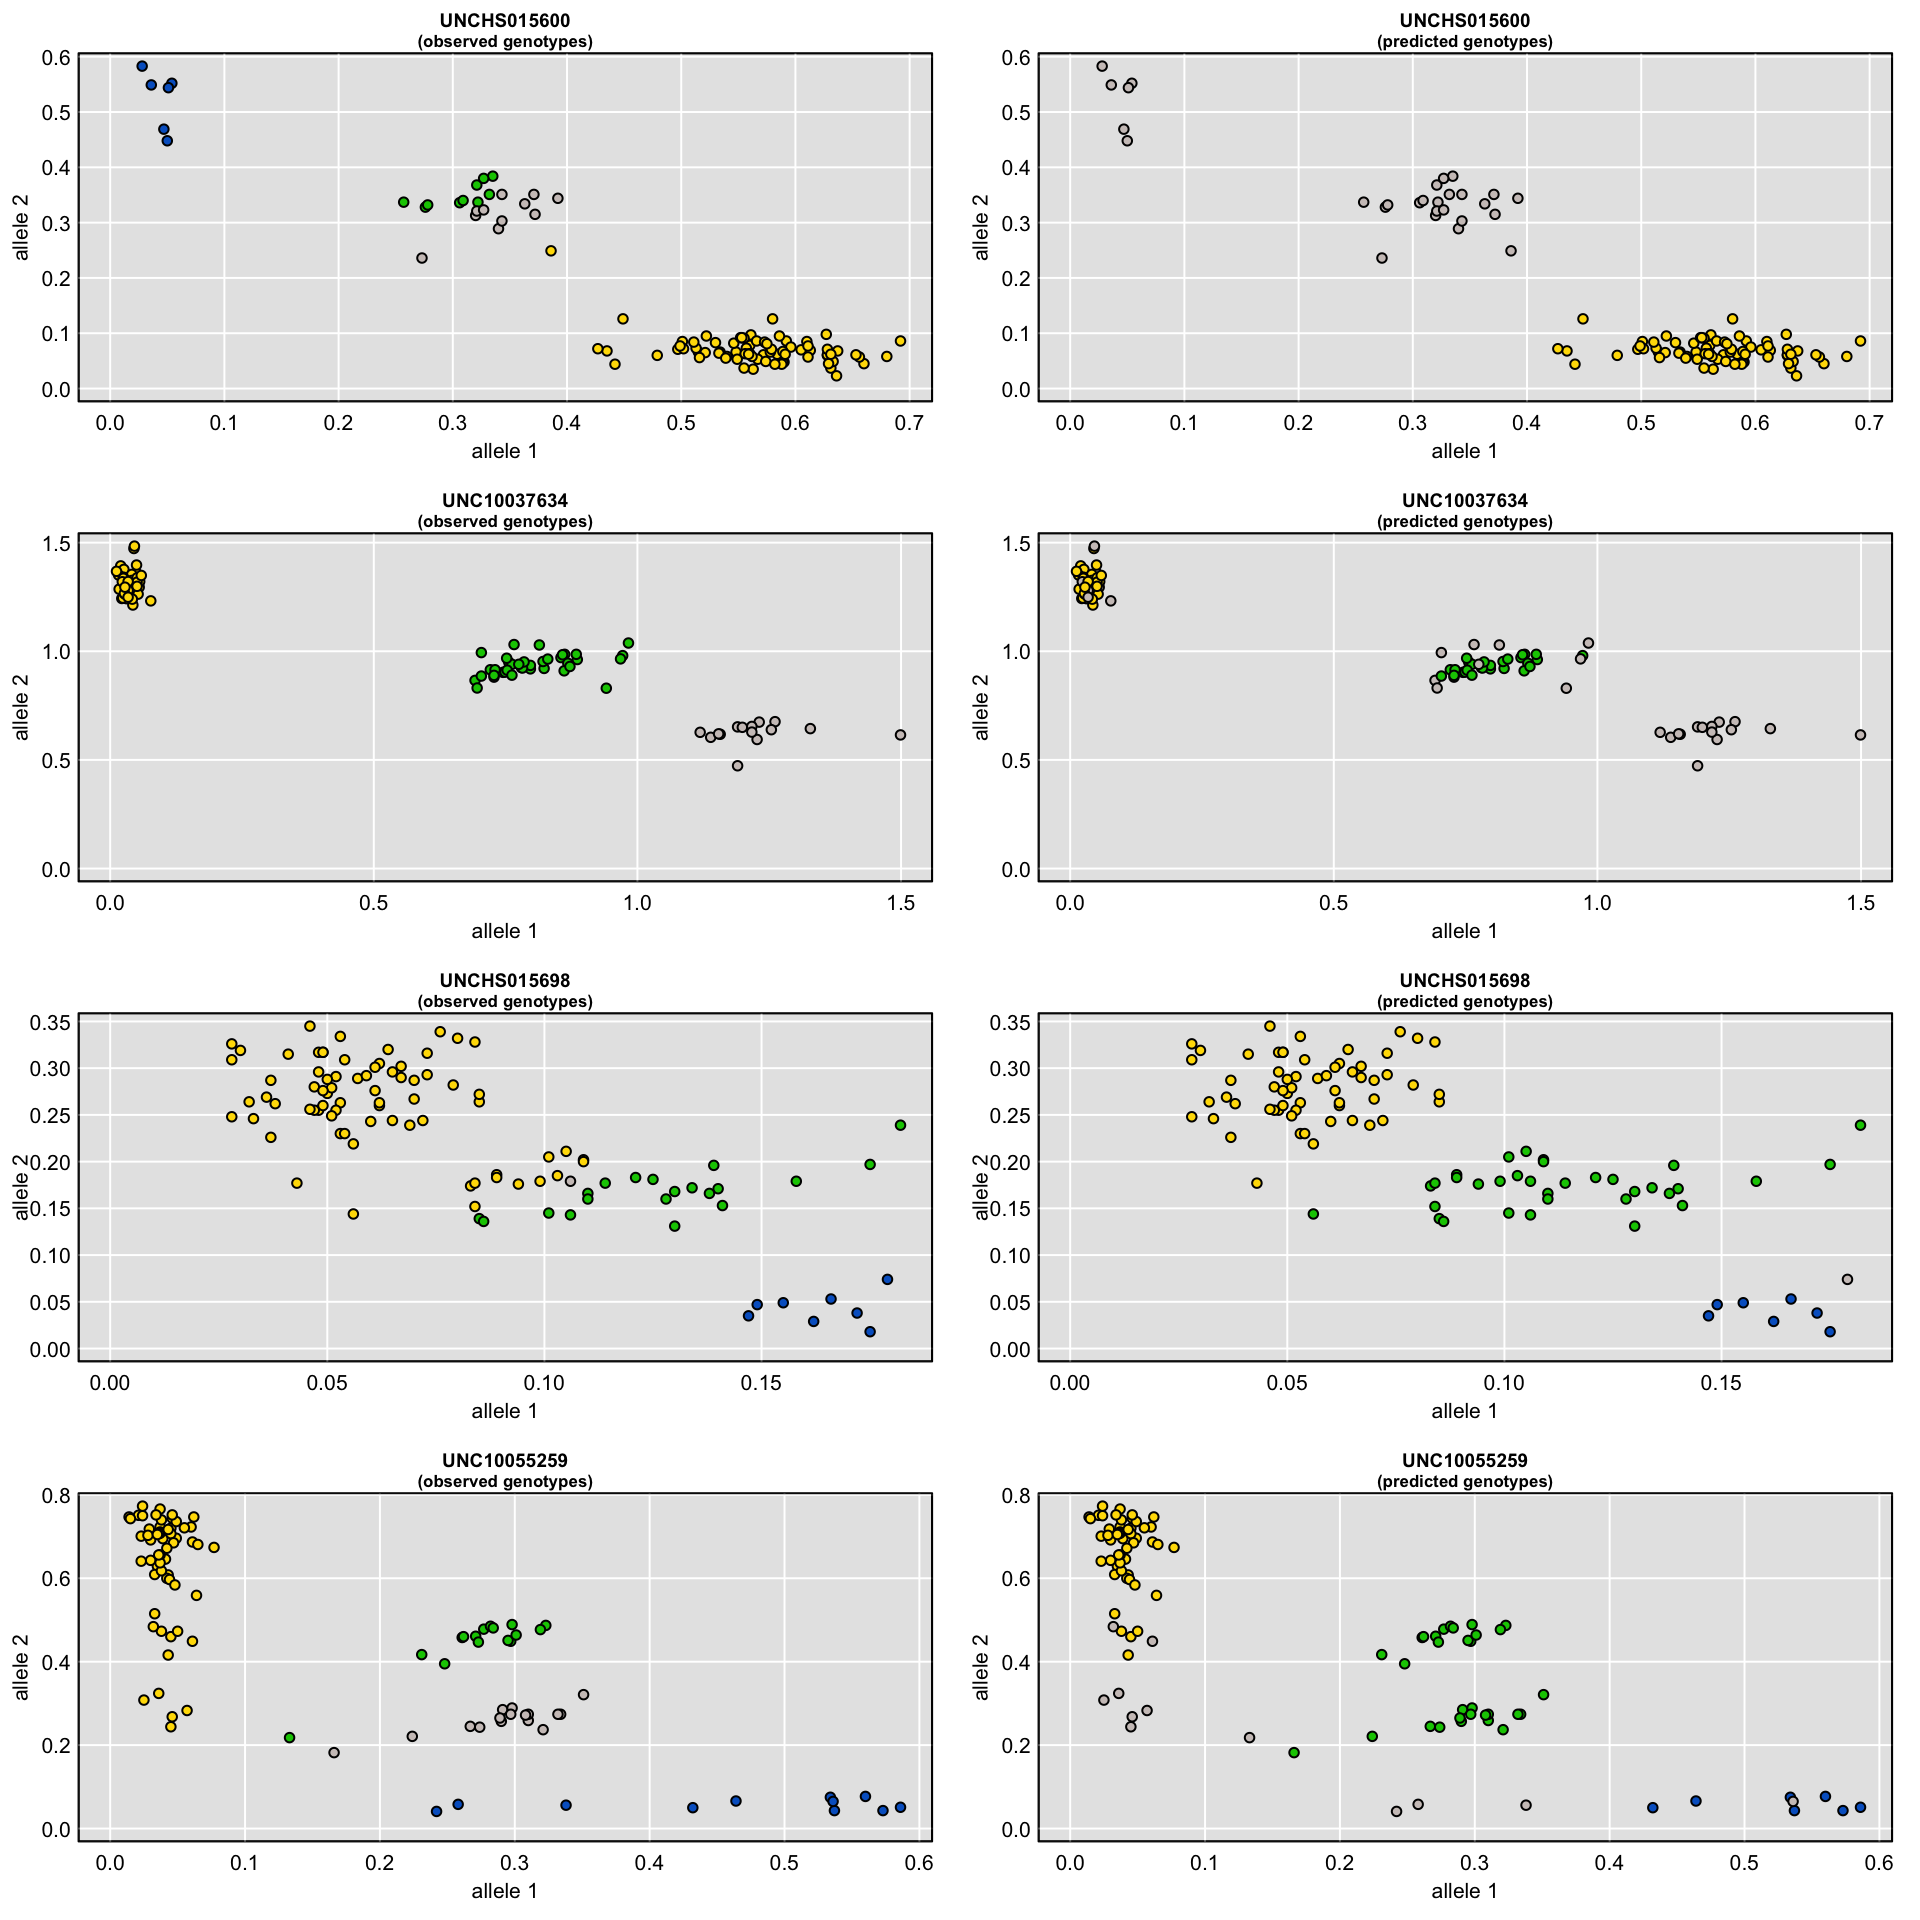 UNCHS015600
(observed genotypes)
0.6
0.5
0.4
0.3
0.2
0.1
0.0
allele 2
0.0 0.1 0.2 0.3 0.4 0.5 0.6 0.7
allele 1
UNCHS015600
(predicted genotypes)
0.6
0.5
0.4
0.3
0.2
0.1
0.0
allele 2
0.0 0.1 0.2 0.3 0.4 0.5 0.6 0.7
allele 1
UNC10037634
(observed genotypes)
1.5
1.0
0.5
0.0
allele 2
0.0 0.5 1.0 1.5
allele 1
UNC10037634
(predicted genotypes)
1.5
1.0
0.5
0.0
allele 2
0.0 0.5 1.0 1.5
allele 1
UNCHS015698
(observed genotypes)
0.35
0.30
0.25
0.20
0.15
0.10
0.05
0.00
allele 2
0.00 0.05 0.10 0.15
allele 1
UNCHS015698
(predicted genotypes)
0.35
0.30
0.25
0.20
0.15
0.10
0.05
0.00
allele 2
0.00 0.05 0.10 0.15
allele 1
UNC10055259
(observed genotypes)
0.8
0.6
0.4
0.2
0.0
allele 2
0.0 0.1 0.2 0.3 0.4 0.5 0.6
allele 1
UNC10055259
(predicted genotypes)
0.8
0.6
0.4
0.2
0.0
allele 2
0.0 0.1 0.2 0.3 0.4 0.5 0.6
allele 1